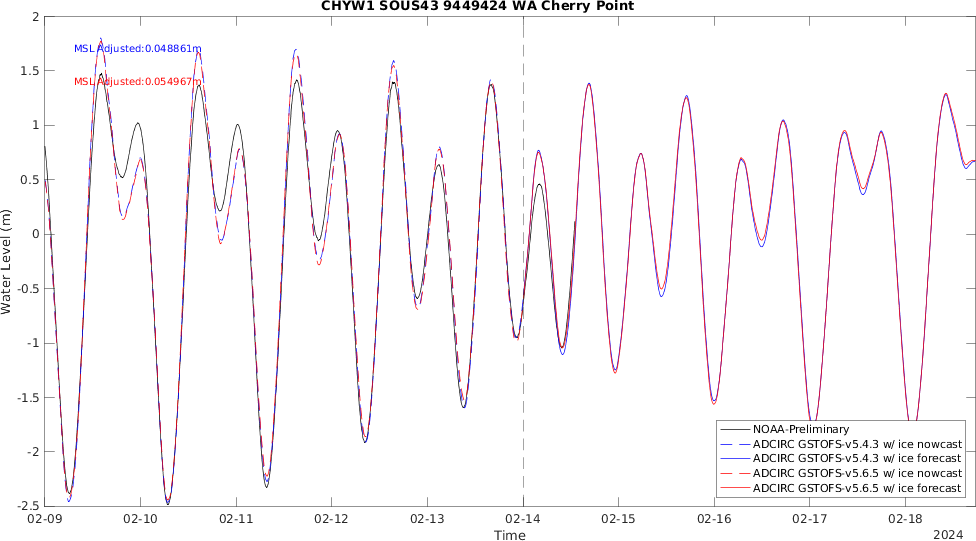 CHYW1 SOUS43 9449424 WA Cherry Point
Water Level (m)
2
1.5
1
0.5
0
-0.5
-1
-1.5
-2
-2.5
MSL Adjusted:0.048861m
MSL Adjusted:0.054967m
NOAA-Preliminary
ADCIRC GSTOFS-v5.4.3 w/ ice nowcast
ADCIRC GSTOFS-v5.4.3 w/ ice forecast
ADCIRC GSTOFS-v5.6.5 w/ ice nowcast
ADCIRC GSTOFS-v5.6.5 w/ ice forecast
02-09 02-10 02-11 02-12 02-13 02-14 02-15 02-16 02-17 02-18
Time
2024